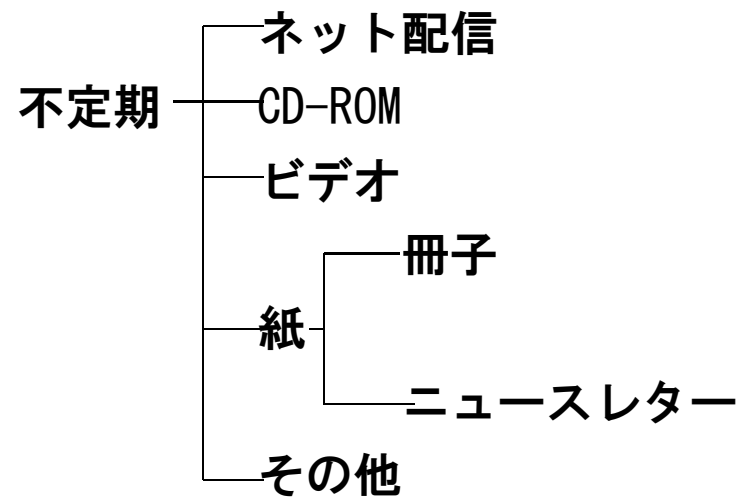 ネット配信
不定期
CD-ROM
ビデオ
冊子
紙
ニュースレター
その他